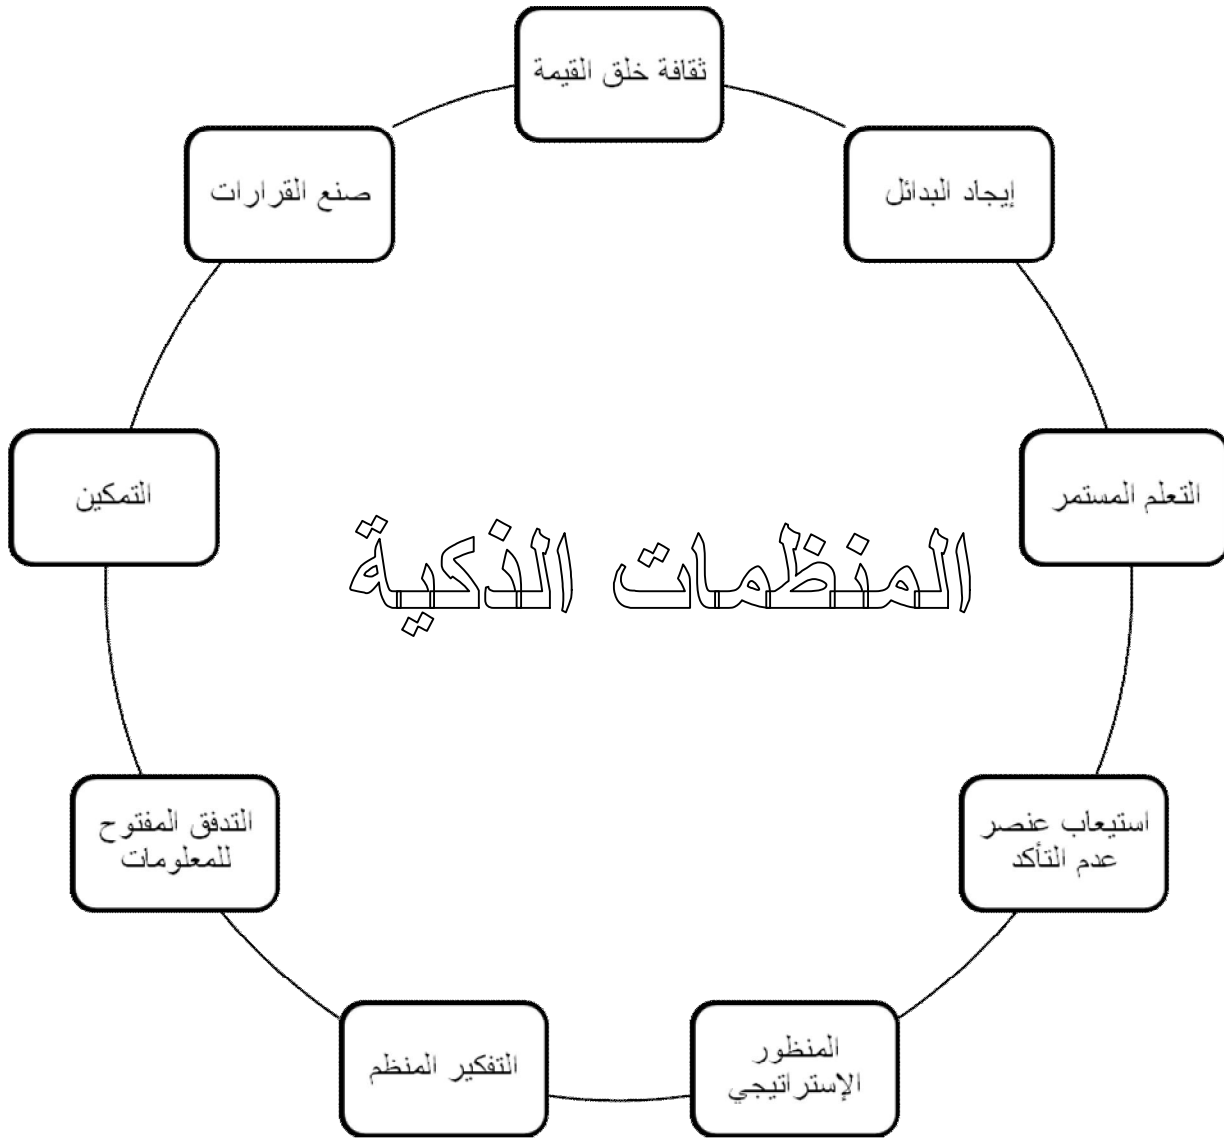 ثقافة خلق القيمة
إيجاد البدائل
صنع القرارات
التعلم المستمر
التمكين
المنظمات الذكية
استيعاب عنصر
عدم التأكد
التدفق المفتوح
للمعلومات
المنظور
الإستراتيجي
التفكير المنظم